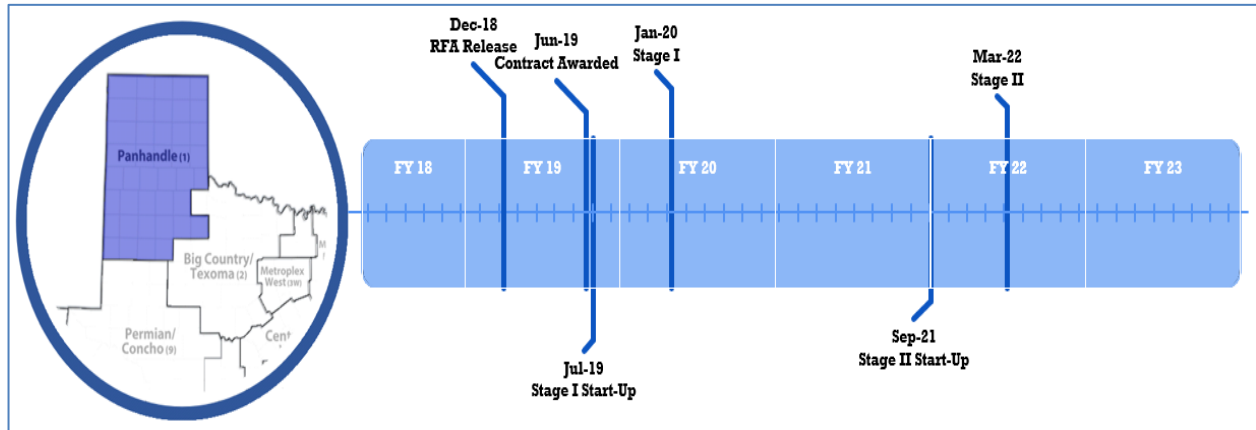 Panhandle (1)
Big Country/
Texoma (2)
Metroplex
West (3W)
M
Permian/
Concho (9)
Cent
Dec-18
RFA Release
Jun-19
Contract Awarded
Jan-20
Stage I
Mar-22
Stage II
FY 18
FY 19
FY 20
FY 21
FY 22
FY 23
Jul-19
Stage I Start-Up
Sep-21
Stage II Start-Up